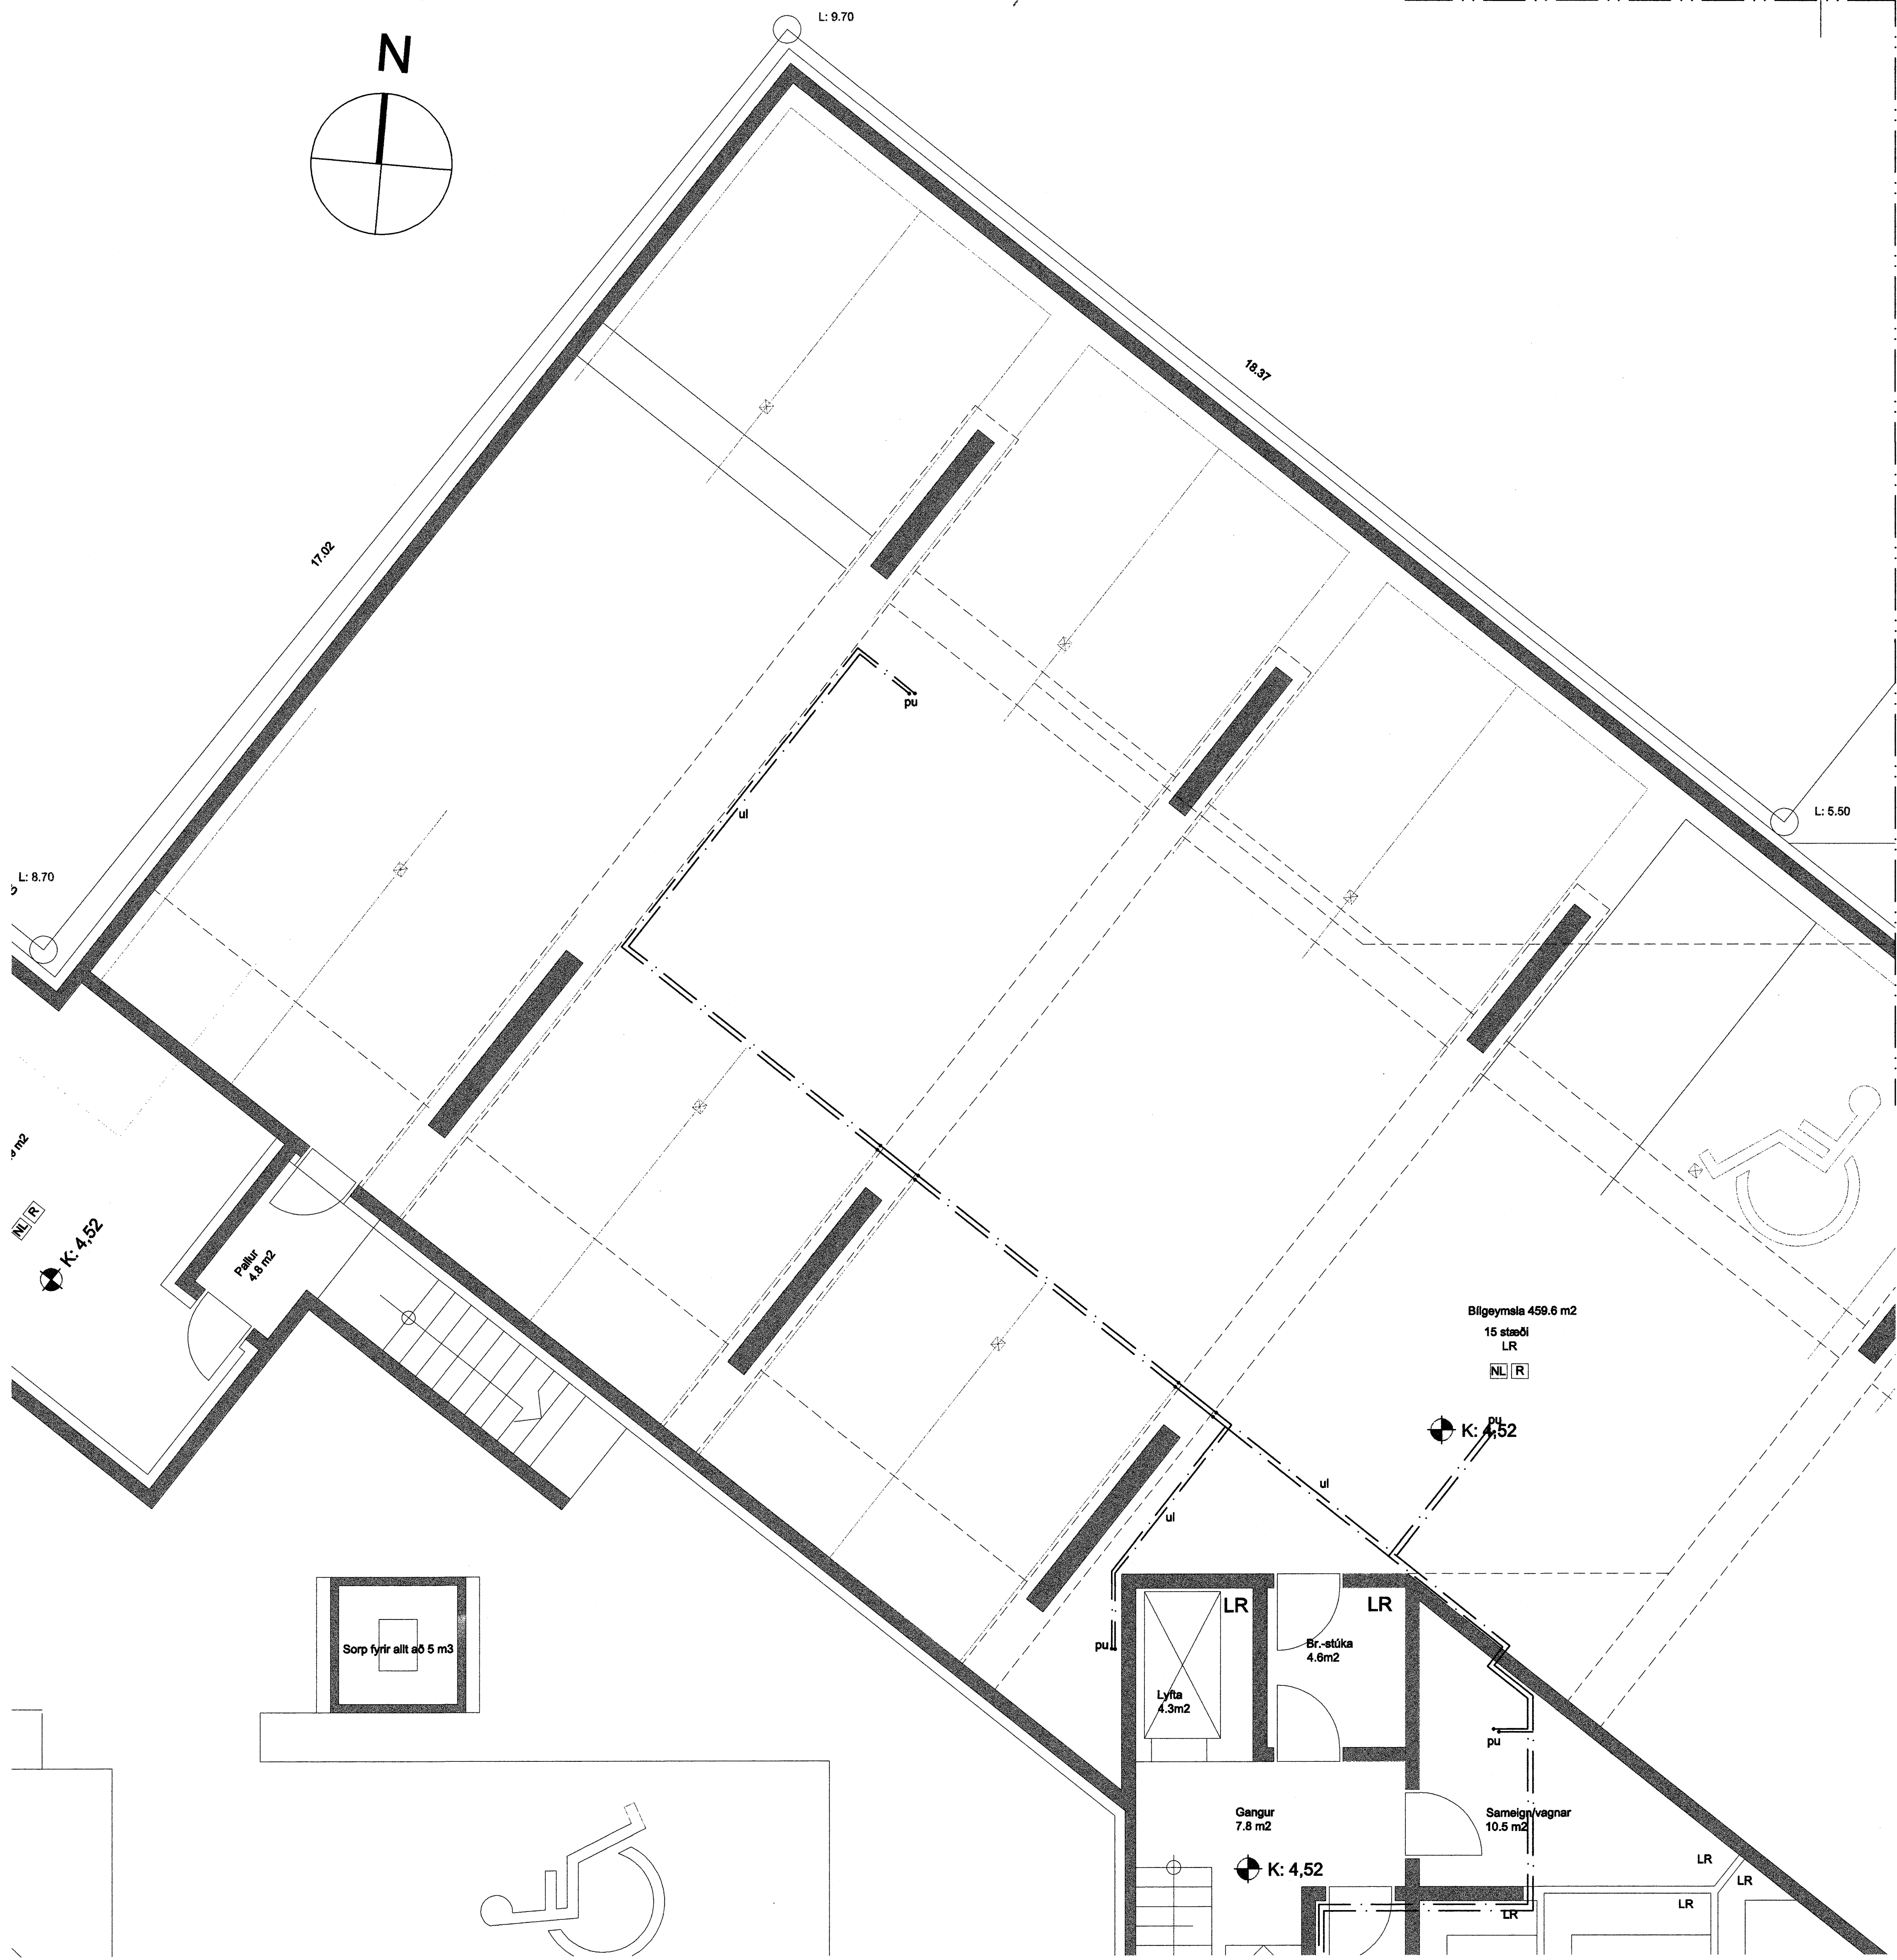 L: 9.70
N
18.37
17.02
pu
ul
L: 5.50
L: 8.70
m2
NL R
K: 4,52
Pallur
4.8 m2
Bílgeymsla 459.6 m2
15 stæði
LR
NL R
pu
K: 4,52
ul
ul
Sorp fyrir allt að 5 m3
LR
LR
Br.-stúka
4.6m2
pu
Lyfta
4.3m2
pu
Gangur
7.8 m2
Sameign/vagnar
10.5 m2
K: 4,52
LR
LR
LR
LR